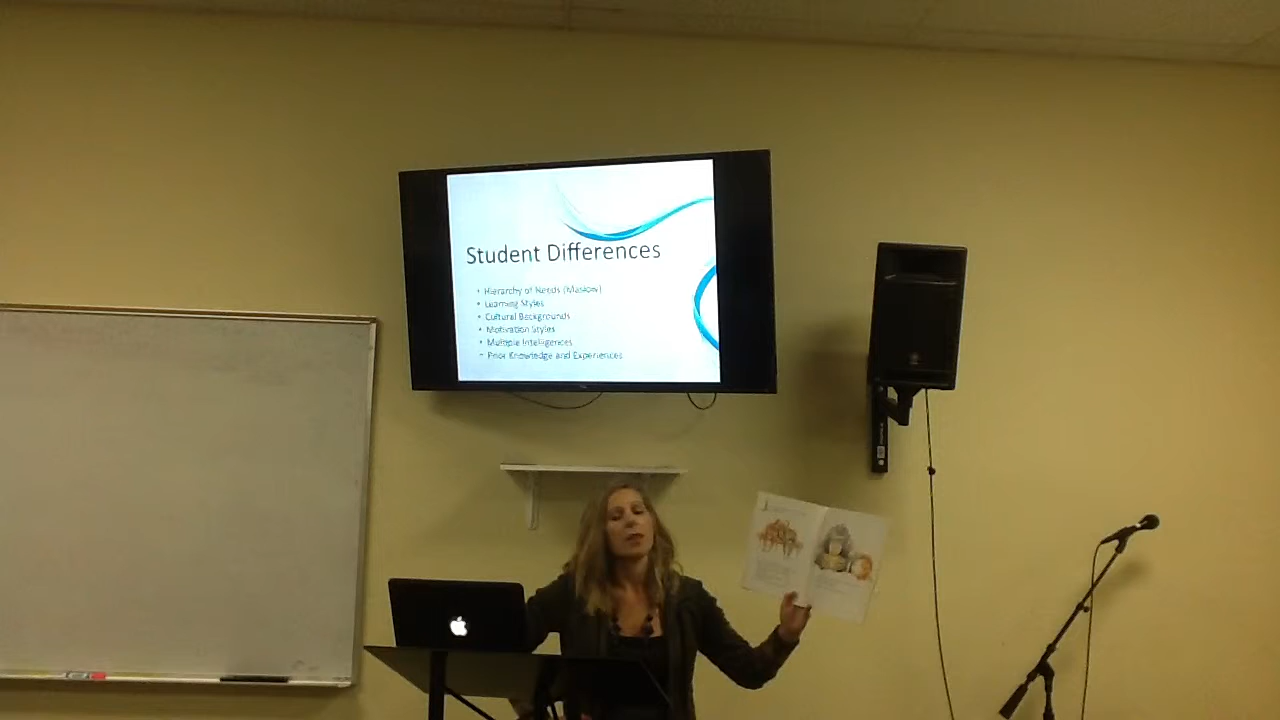 Student Differences
• Hierarchy of Needs (Maslow)
• Learning Styles
• Cultural Backgrounds
• Motivation Styles
• Multiple Intelligences
• Prior Knowledge and Experiences